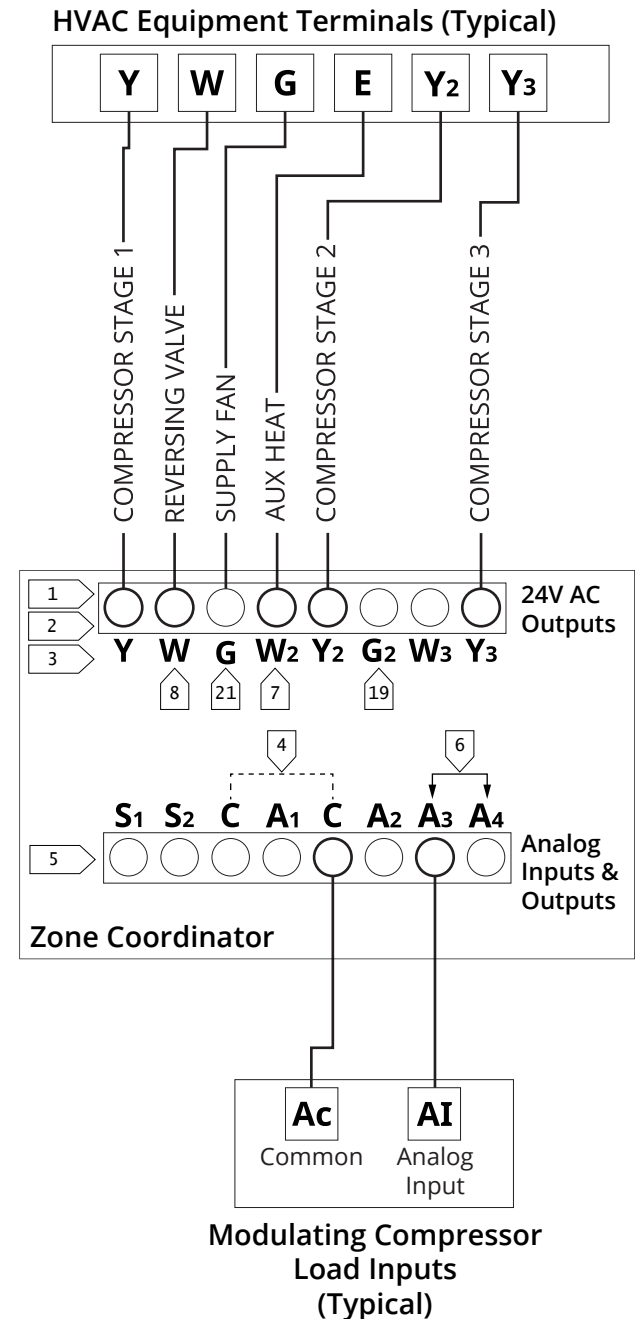 HVAC Equipment Terminals (Typical)
Y W G E Y2 Y3
COMPRESSOR STAGE 1
REVERSING VALVE
SUPPLY FAN
AUX HEAT
COMPRESSOR STAGE 2
COMPRESSOR STAGE 3
1
2
3
24V AC
Outputs
Y W G W2 Y2 G2 W3 Y3
8 21 7 19
4 6
S1 S2 C A1 C A2 A3 A4
5
Analog
Inputs &
Outputs
Zone Coordinator
Ac AI
Common
Analog
Input
Modulating Compressor
Load Inputs
(Typical)